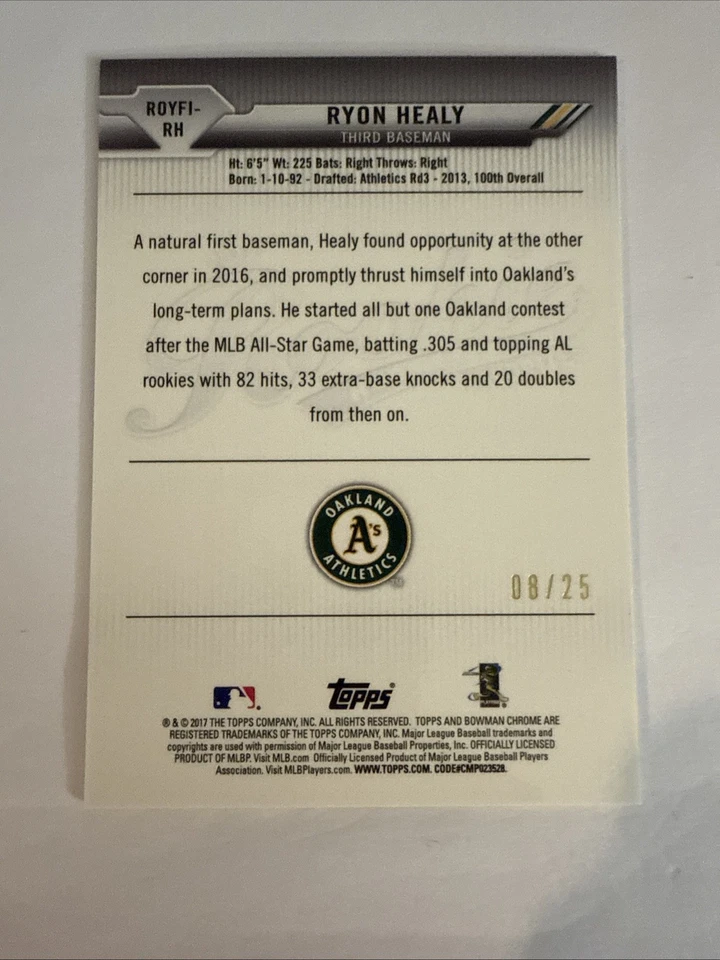 ROYFI-
RH
RYON HEALY
THIRD BASEMAN
Ht: 6'5" Wt: 225 Bats: Right Throws: Right
Born: 1-10-92 - Drafted: Athletics Rd3 - 2013, 100th Overall
A natural first baseman, Healy found opportunity at the other
corner in 2016, and promptly thrust himself into Oakland's
long-term plans. He started all but one Oakland contest
after the MLB All-Star Game, batting .305 and topping AL
rookies with 82 hits, 33 extra-base knocks and 20 doubles
from then on.
OAKLAND
A's
ATHLETICS
TM
08/25
Topps®
® & © 2017 THE TOPPS COMPANY, INC. ALL RIGHTS RESERVED. TOPPS AND BOWMAN CHROME ARE
REGISTERED TRADEMARKS OF THE TOPPS COMPANY, INC. Major League Baseball trademarks and
copyrights are used with permission of Major League Baseball Properties, Inc. OFFICIALLY LICENSED
PRODUCT OF MLBP. Visit MLB.com Officially Licensed Product of Major League Baseball Players
Association. Visit MLBPlayers.com. WWW.TOPPS.COM. CODE#CMP023528.